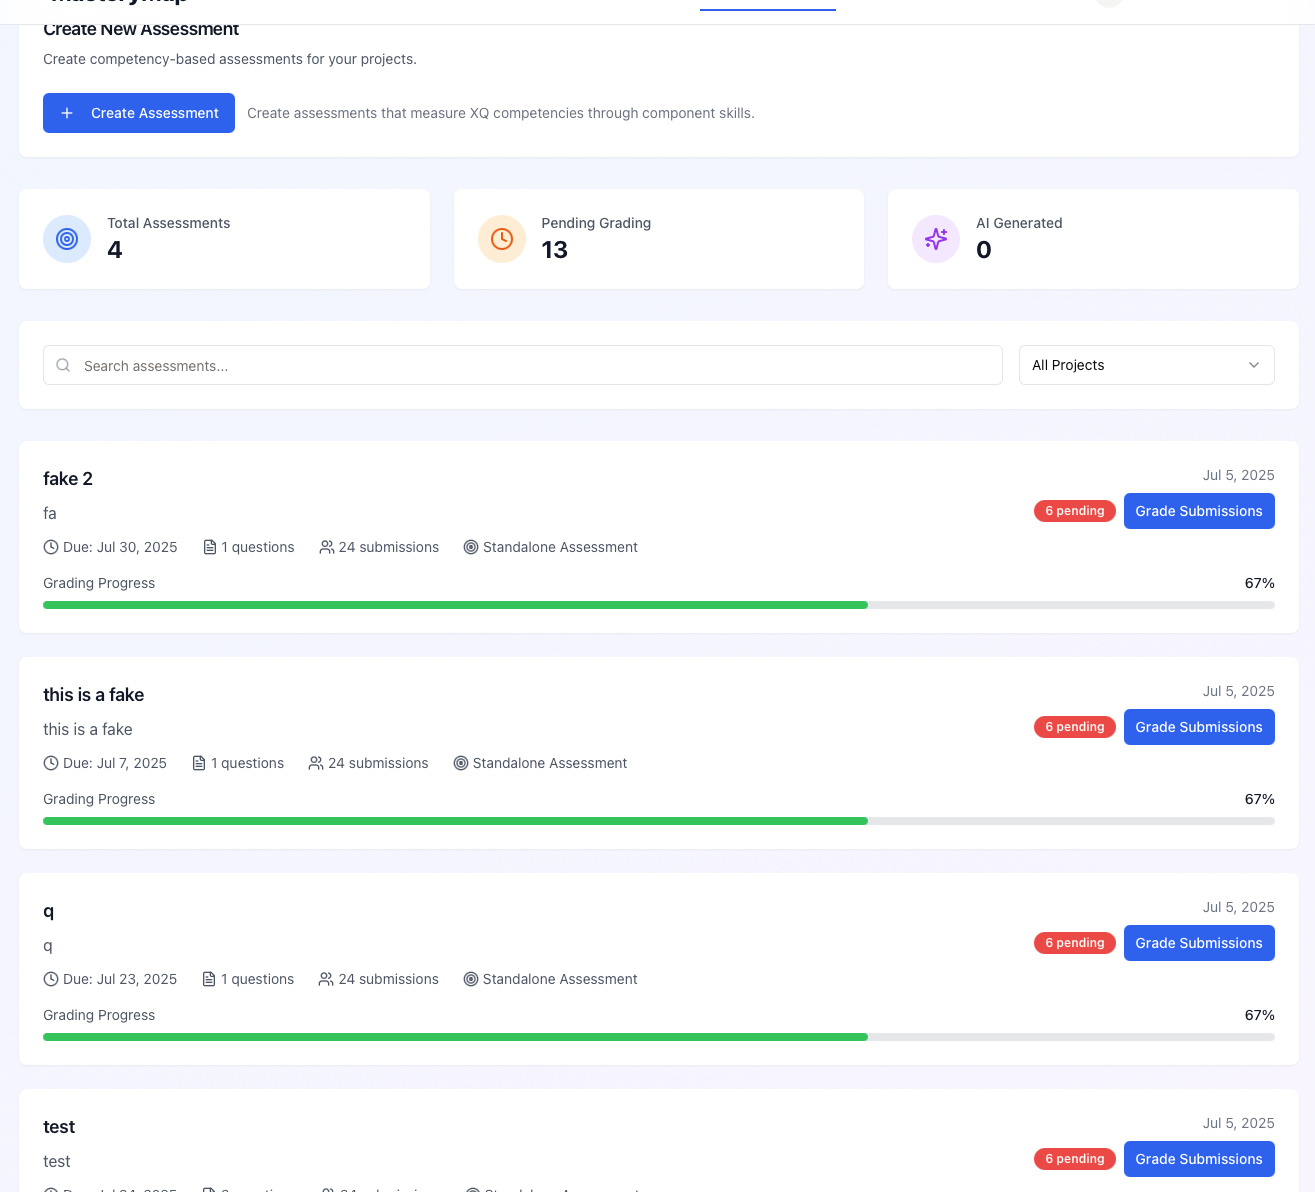 Create New Assessment
Create competency-based assessments for your projects.
Create Assessment
Create assessments that measure XQ competencies through component skills.
Total Assessments
4
Pending Grading
13
AI Generated
0
Search assessments...
All Projects
fake 2
Jul 5, 2025
fa
6 pending
Grade Submissions
Due: Jul 30, 2025
1 questions
24 submissions
Standalone Assessment
Grading Progress
67%
this is a fake
Jul 5, 2025
this is a fake
6 pending
Grade Submissions
Due: Jul 7, 2025
1 questions
24 submissions
Standalone Assessment
Grading Progress
67%
q
Jul 5, 2025
q
6 pending
Grade Submissions
Due: Jul 23, 2025
1 questions
24 submissions
Standalone Assessment
Grading Progress
67%
test
Jul 5, 2025
test
6 pending
Grade Submissions